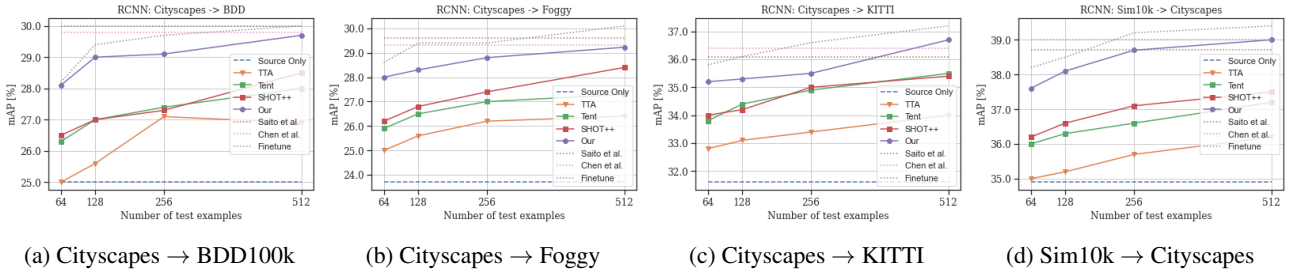 RCNN: Cityscapes -> BDD
mAP [%]
30.0
29.0
28.0
27.0
26.0
25.0
64
128
256
512
Number of test examples
Source Only
TTA
Tent
SHOT++
Our
Saito et al.
Chen et al.
Finetune
(a) Cityscapes → BDD100k
RCNN: Cityscapes -> Foggy
mAP [%]
30.0
29.0
28.0
27.0
26.0
25.0
24.0
64
128
256
512
Number of test examples
Source Only
TTA
Tent
SHOT++
Our
Saito et al.
Chen et al.
Finetune
(b) Cityscapes → Foggy
RCNN: Cityscapes -> KITTI
mAP [%]
37.0
36.0
35.0
34.0
33.0
32.0
64
128
256
512
Number of test examples
Source Only
TTA
Tent
SHOT++
Our
Saito et al.
Chen et al.
Finetune
(c) Cityscapes → KITTI
RCNN: Sim10k -> Cityscapes
mAP [%]
39.0
38.0
37.0
36.0
35.0
64
128
256
512
Number of test examples
Source Only
TTA
Tent
SHOT++
Our
Saito et al.
Chen et al.
Finetune
(d) Sim10k → Cityscapes